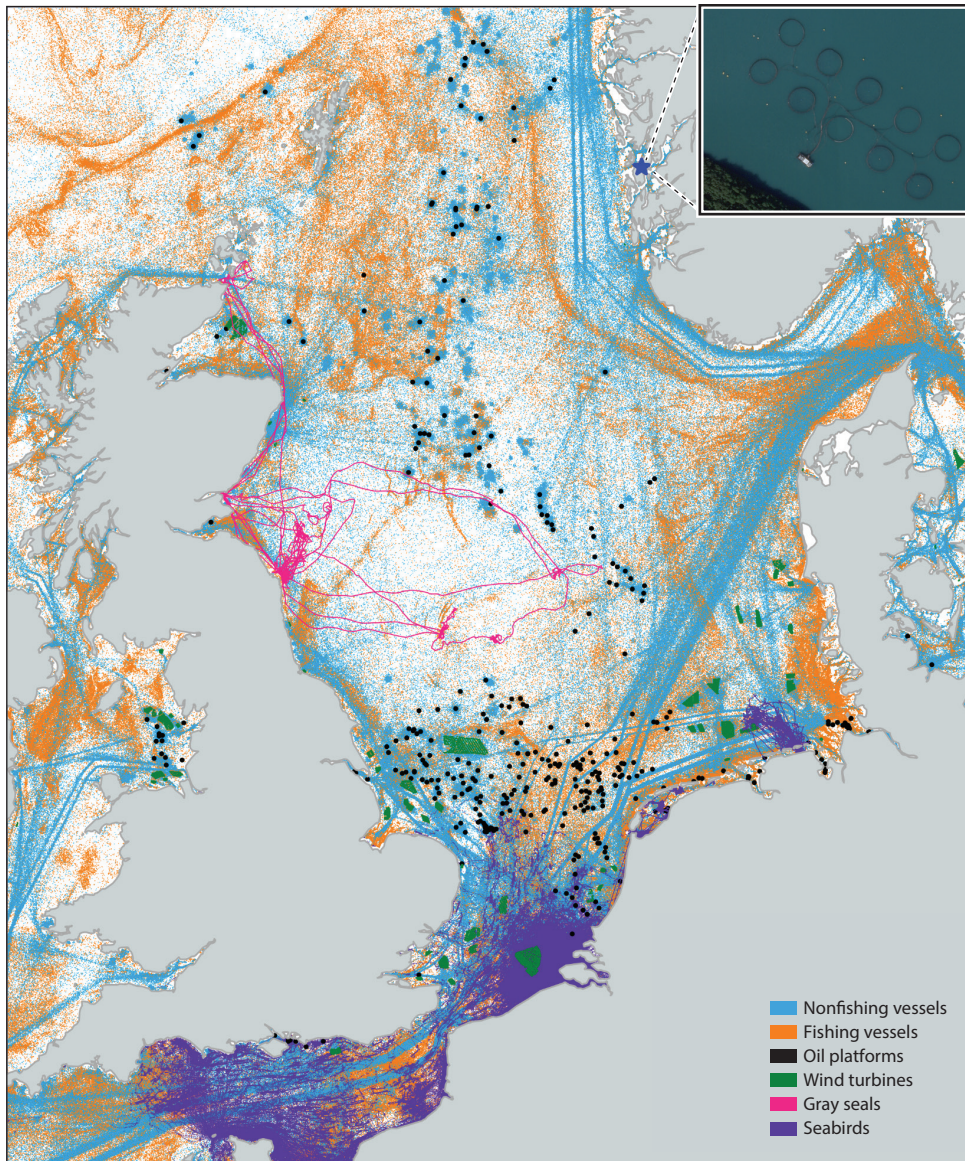 Nonfishing vessels
Fishing vessels
Oil platforms
Wind turbines
Gray seals
Seabirds